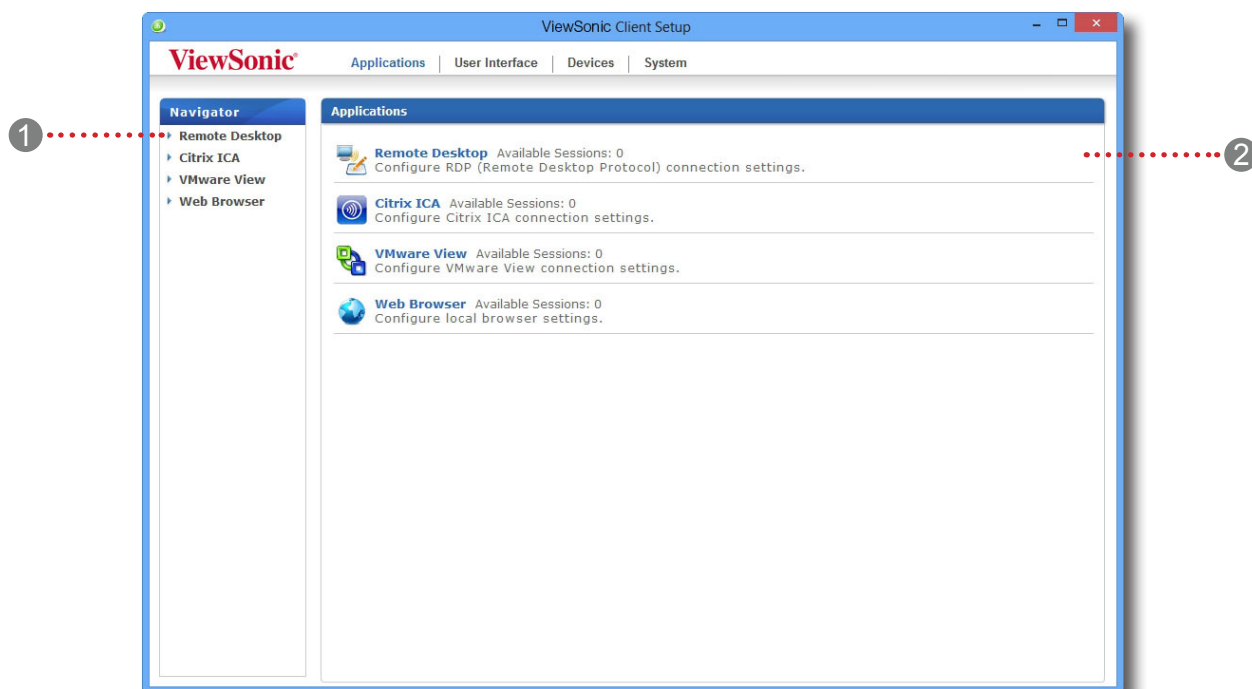 ViewSonic Client Setup
ViewSonic®
Applications | User Interface | Devices | System
Navigator
Remote Desktop
Citrix ICA
VMware View
Web Browser
1
Applications
Remote Desktop Available Sessions: 0
Configure RDP (Remote Desktop Protocol) connection settings.
Citrix ICA Available Sessions: 0
Configure Citrix ICA connection settings.
VMware View Available Sessions: 0
Configure VMware View connection settings.
Web Browser Available Sessions: 0
Configure local browser settings.
2